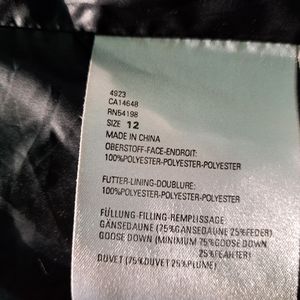 4923
CA14648
RN54198
SIZE 12
MADE IN CHINA
OBERSTOFF-FACE-ENDROIT:
100%POLYESTER-POLYESTER-POLYESTER
FUTTER-LINING-DOUBLURE:
100%POLYESTER-POLYESTER-POLYESTER
FÜLLUNG-FILLING-REMPLISSAGE
GÄNSEDAUNE (75%GÄNSEDAUNE 25%FEDER)
GOOSE DOWN (MINIMUM 75%GOOSE DOWN
25%FEAHTER)
DUVET (75%DUVET 25%PLUME)